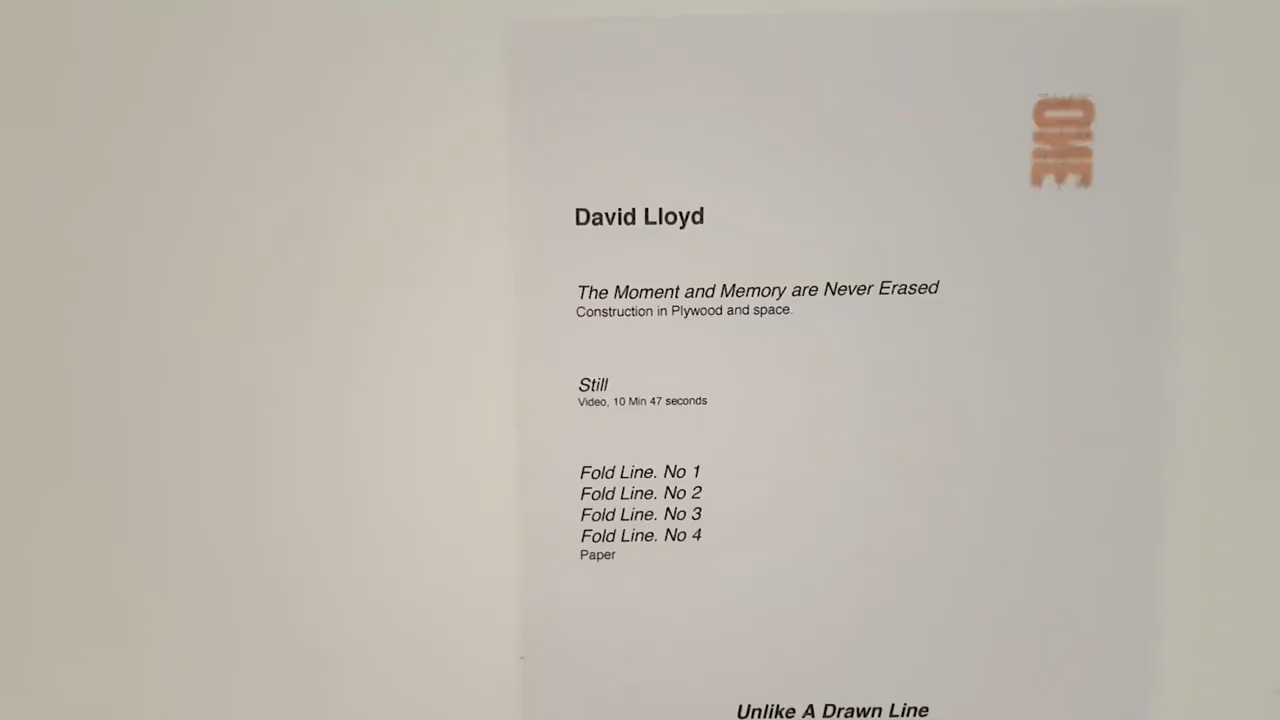 ONE
David Lloyd
The Moment and Memory are Never Erased
Construction in Plywood and space.
Still
Video, 10 Min 47 seconds
Fold Line. No 1
Fold Line. No 2
Fold Line. No 3
Fold Line. No 4
Paper
Unlike A Drawn Line